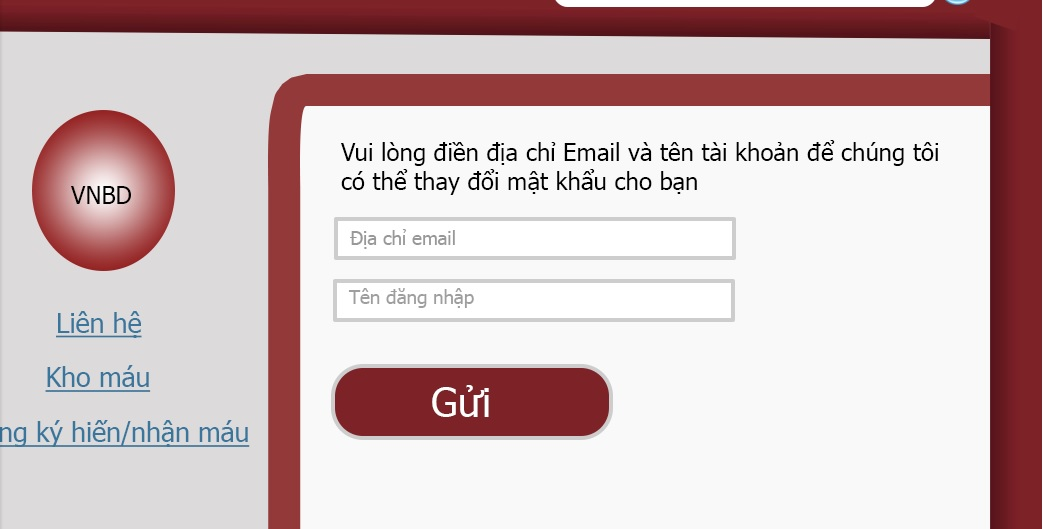 VNBD
Liên hệ
Kho máu
ký hiến/nhận máu
Vui lòng điền địa chỉ Email và tên tài khoản để chúng tôi
có thể thay đổi mật khẩu cho bạn
Địa chỉ email
Tên đăng nhập
Gửi